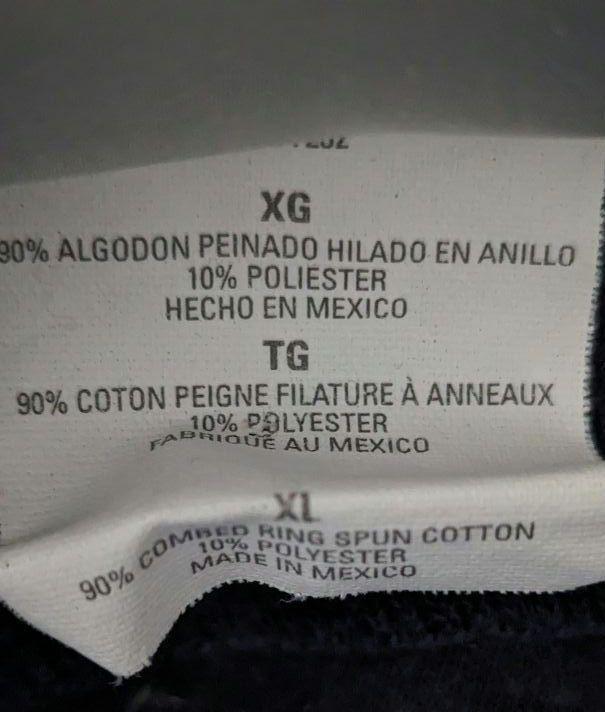 XG
90% ALGODON PEINADO HILADO EN ANILLO
10% POLIESTER
HECHO EN MEXICO
TG
90% COTON PEIGNE FILATURE À ANNEAUX
10% POLYESTER
FABRIQUÉ AU MEXICO
XL
90% COMBED RING SPUN COTTON
10% POLYESTER
MADE IN MEXICO